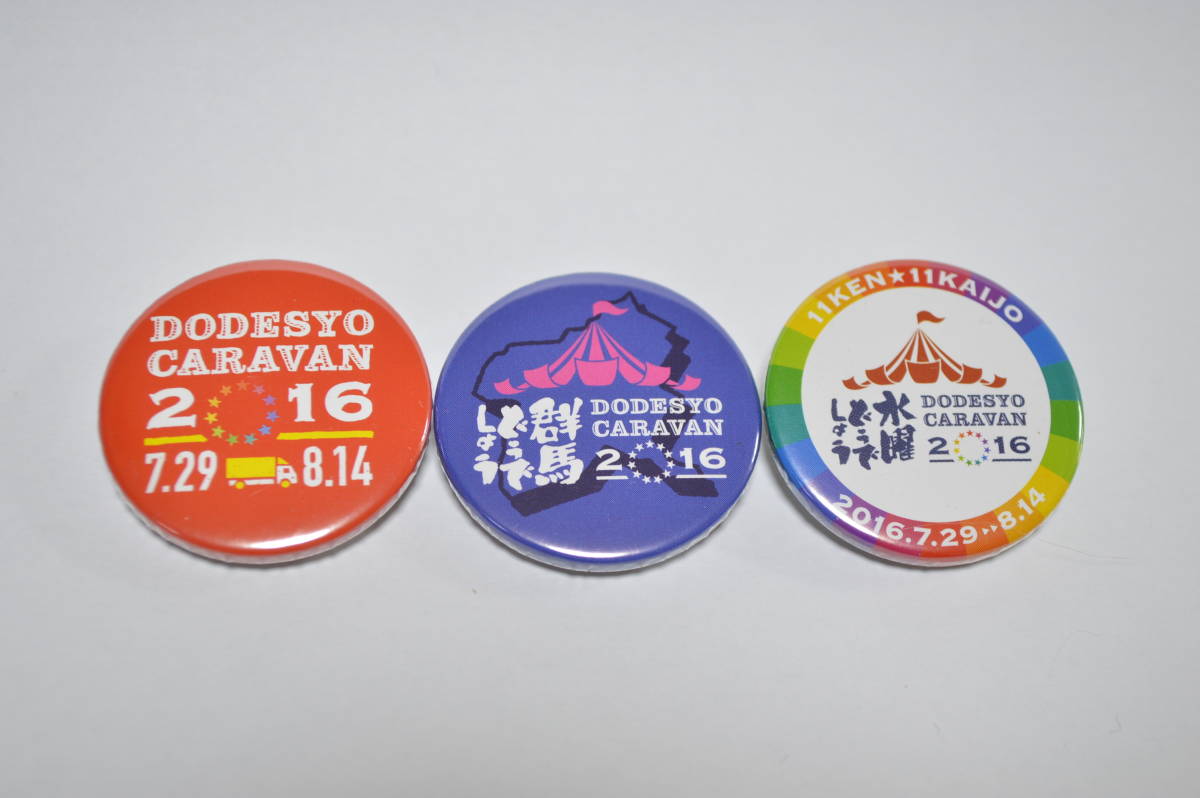 DODESYO
CARAVAN
2016
7.29 8.14
群馬
どうで
しょう
DODESYO
CARAVAN
2016
11KEN★11KAIJO
水曜
どうで
しょう
DODESYO
CARAVAN
2016
2016.7.29▸▸8.14